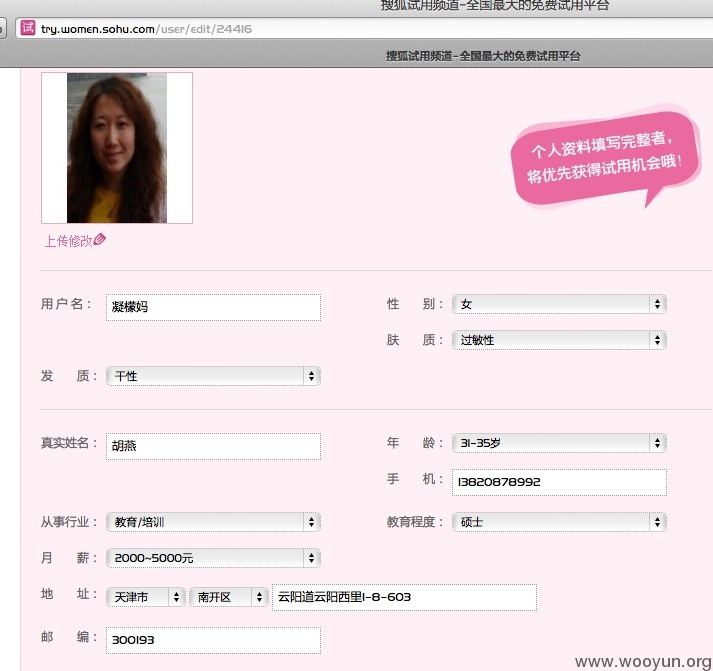 搜狐试用频道-全国最大的免费试用平台
try.women.sohu.com/user/edit/24416
搜狐试用频道-全国最大的免费试用平台
个人资料填写完整者，
将优先获得试用机会哦！
上传修改
用户名： 凝檬妈 性 别： 女
肤 质： 过敏性
发 质： 干性
真实姓名： 胡燕 年 龄： 31-35岁
手 机： 13820878992
从事行业： 教育/培训 教育程度： 硕士
月 薪： 2000~5000元
地 址： 天津市 南开区 云阳道云阳西里1-8-603
邮 编： 300193
www.wooyun.org